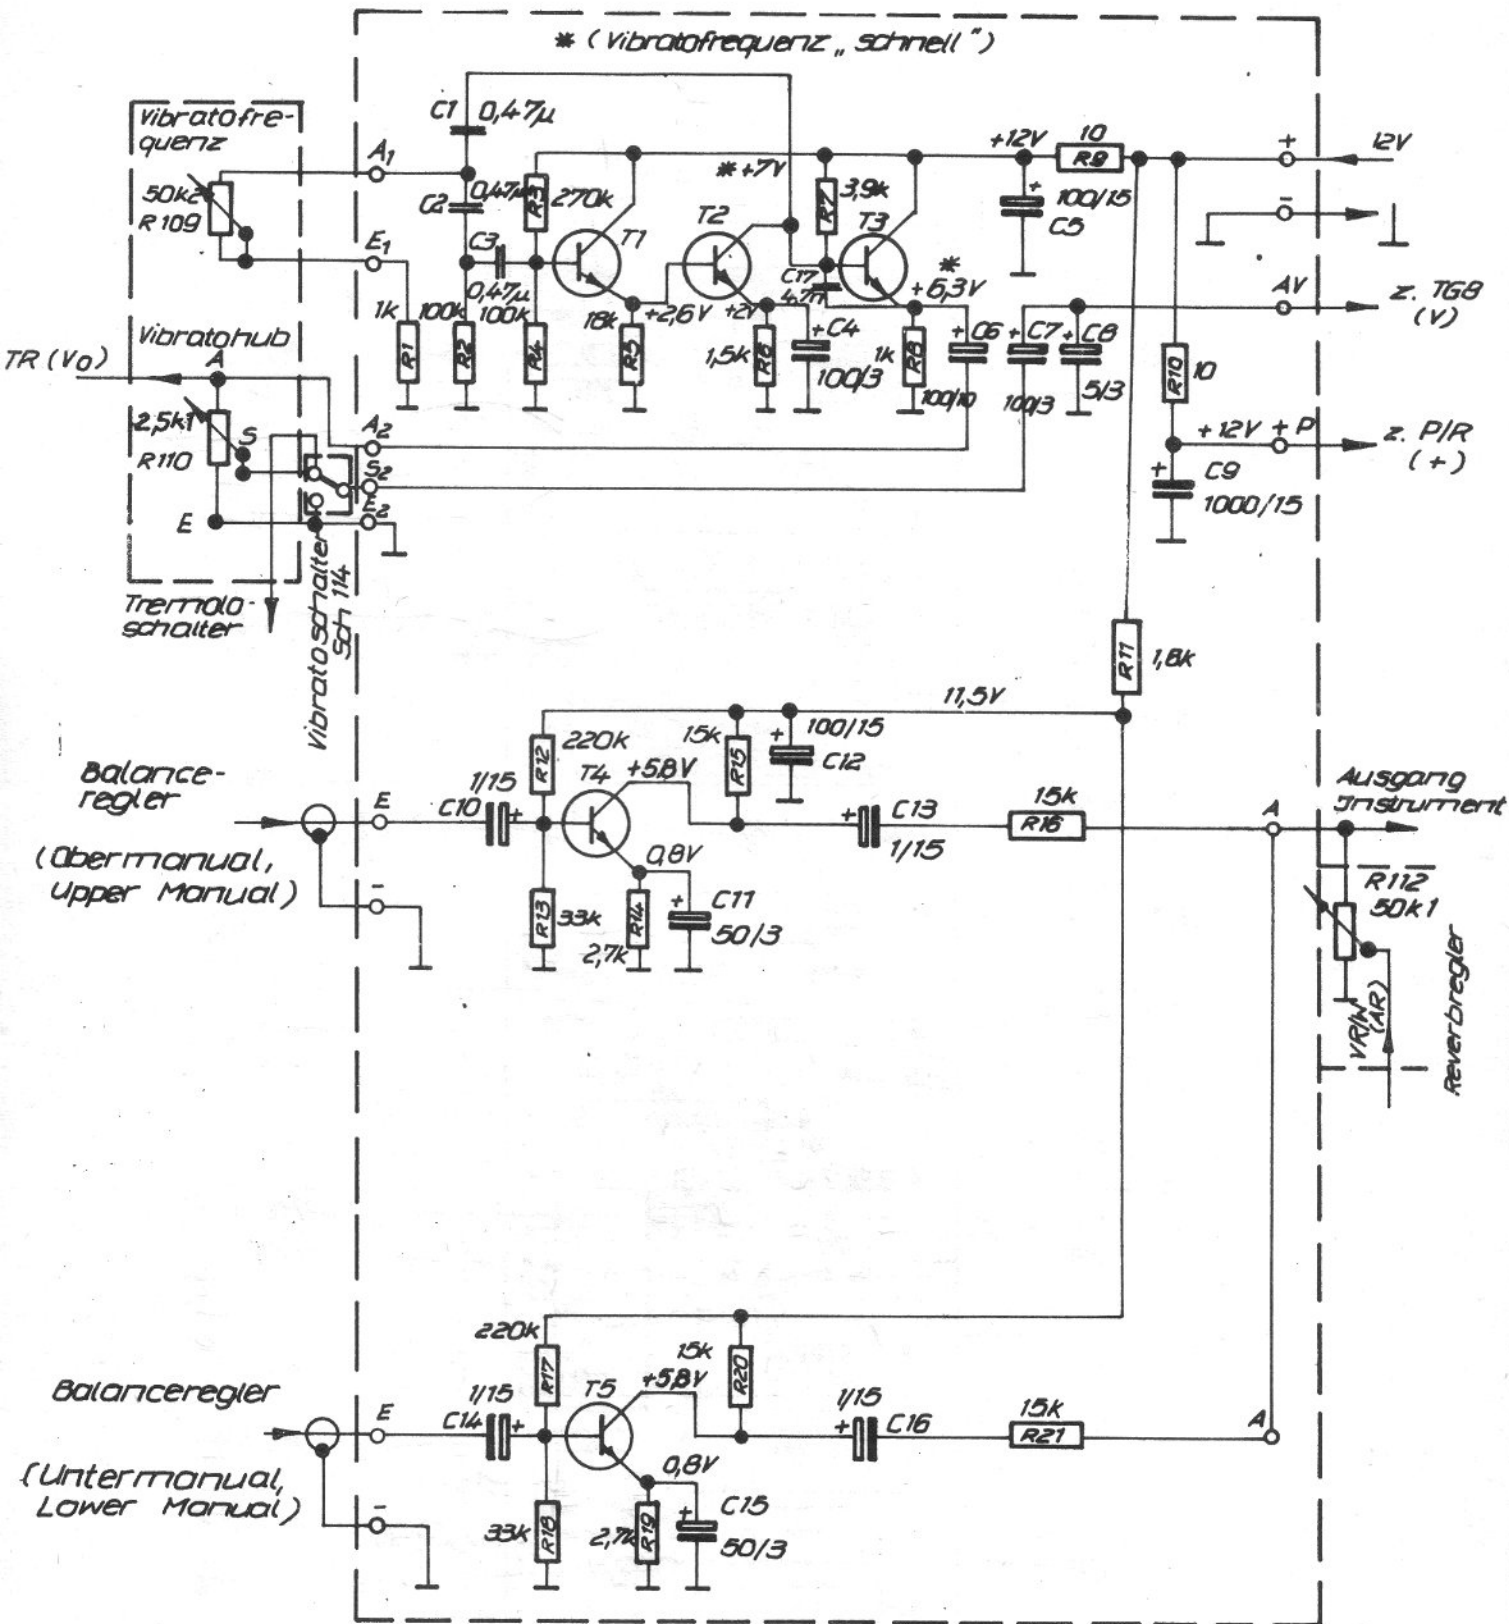 * (Vibratofrequenz „schnell")
Vibratofre-
quenz
50k2
R109
C1 0,47µ
A1
C2
0,47µ
R3
270k
* +7V
+12V
10
R9
+
12V
E1
C3
0,47µ
T1
T2
R7
3,9k
T3
+
100/15
C5
-
1k
R1
100k
R2
100k
R4
18k
R5
+2,6V
+2V
C17
4,7n
*
+6,3V
AV
z. TGB
(V)
Vibratohub
TR (Vo)
A
1,5k
R6
+ C4
100/3
1k
R8
+ C6
100/10
+ C7
100/3
+ C8
5/3
R10
10
2,5k1
R110
S
A2
S2
E2
E
+12V
+P
z. P/R
(+)
+
C9
1000/15
Tremolo-
schalter
Vibratoschalter
Sch 114
R11
1,8k
11,5V
220k
R12
15k
R15
+
100/15
C12
Balance-
regler
E
1/15
C10
+
T4
+5,8V
+
C13
1/15
15k
R16
A
Ausgang
Instrument
(Obermanual,
Upper Manual)
-
R13
33k
0,8V
R14
2,7k
+
C11
50/3
R112
50k1
VR/W
(AR)
Reverbregler
220k
R17
15k
R20
Balanceregler
E
1/15
C14
+
T5
+5,8V
1/15
+
C16
15k
R21
A
(Untermanual,
Lower Manual)
-
33k
R18
0,8V
2,7k
R19
+
C15
50/3